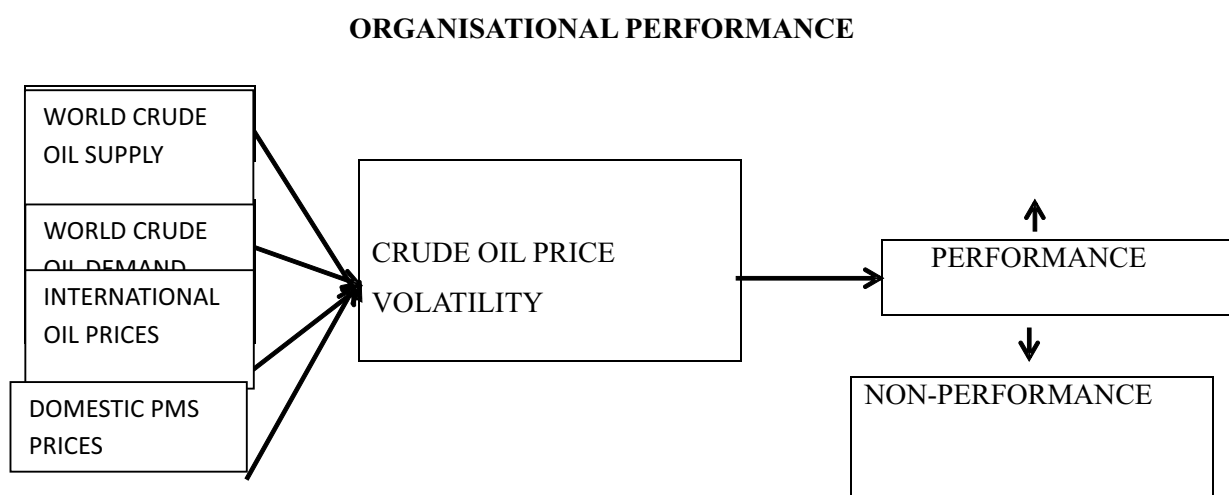 ORGANISATIONAL PERFORMANCE
WORLD CRUDE
OIL SUPPLY
WORLD CRUDE
OIL DEMAND
INTERNATIONAL
OIL PRICES
DOMESTIC PMS
PRICES
CRUDE OIL PRICE
VOLATILITY
PERFORMANCE
NON-PERFORMANCE